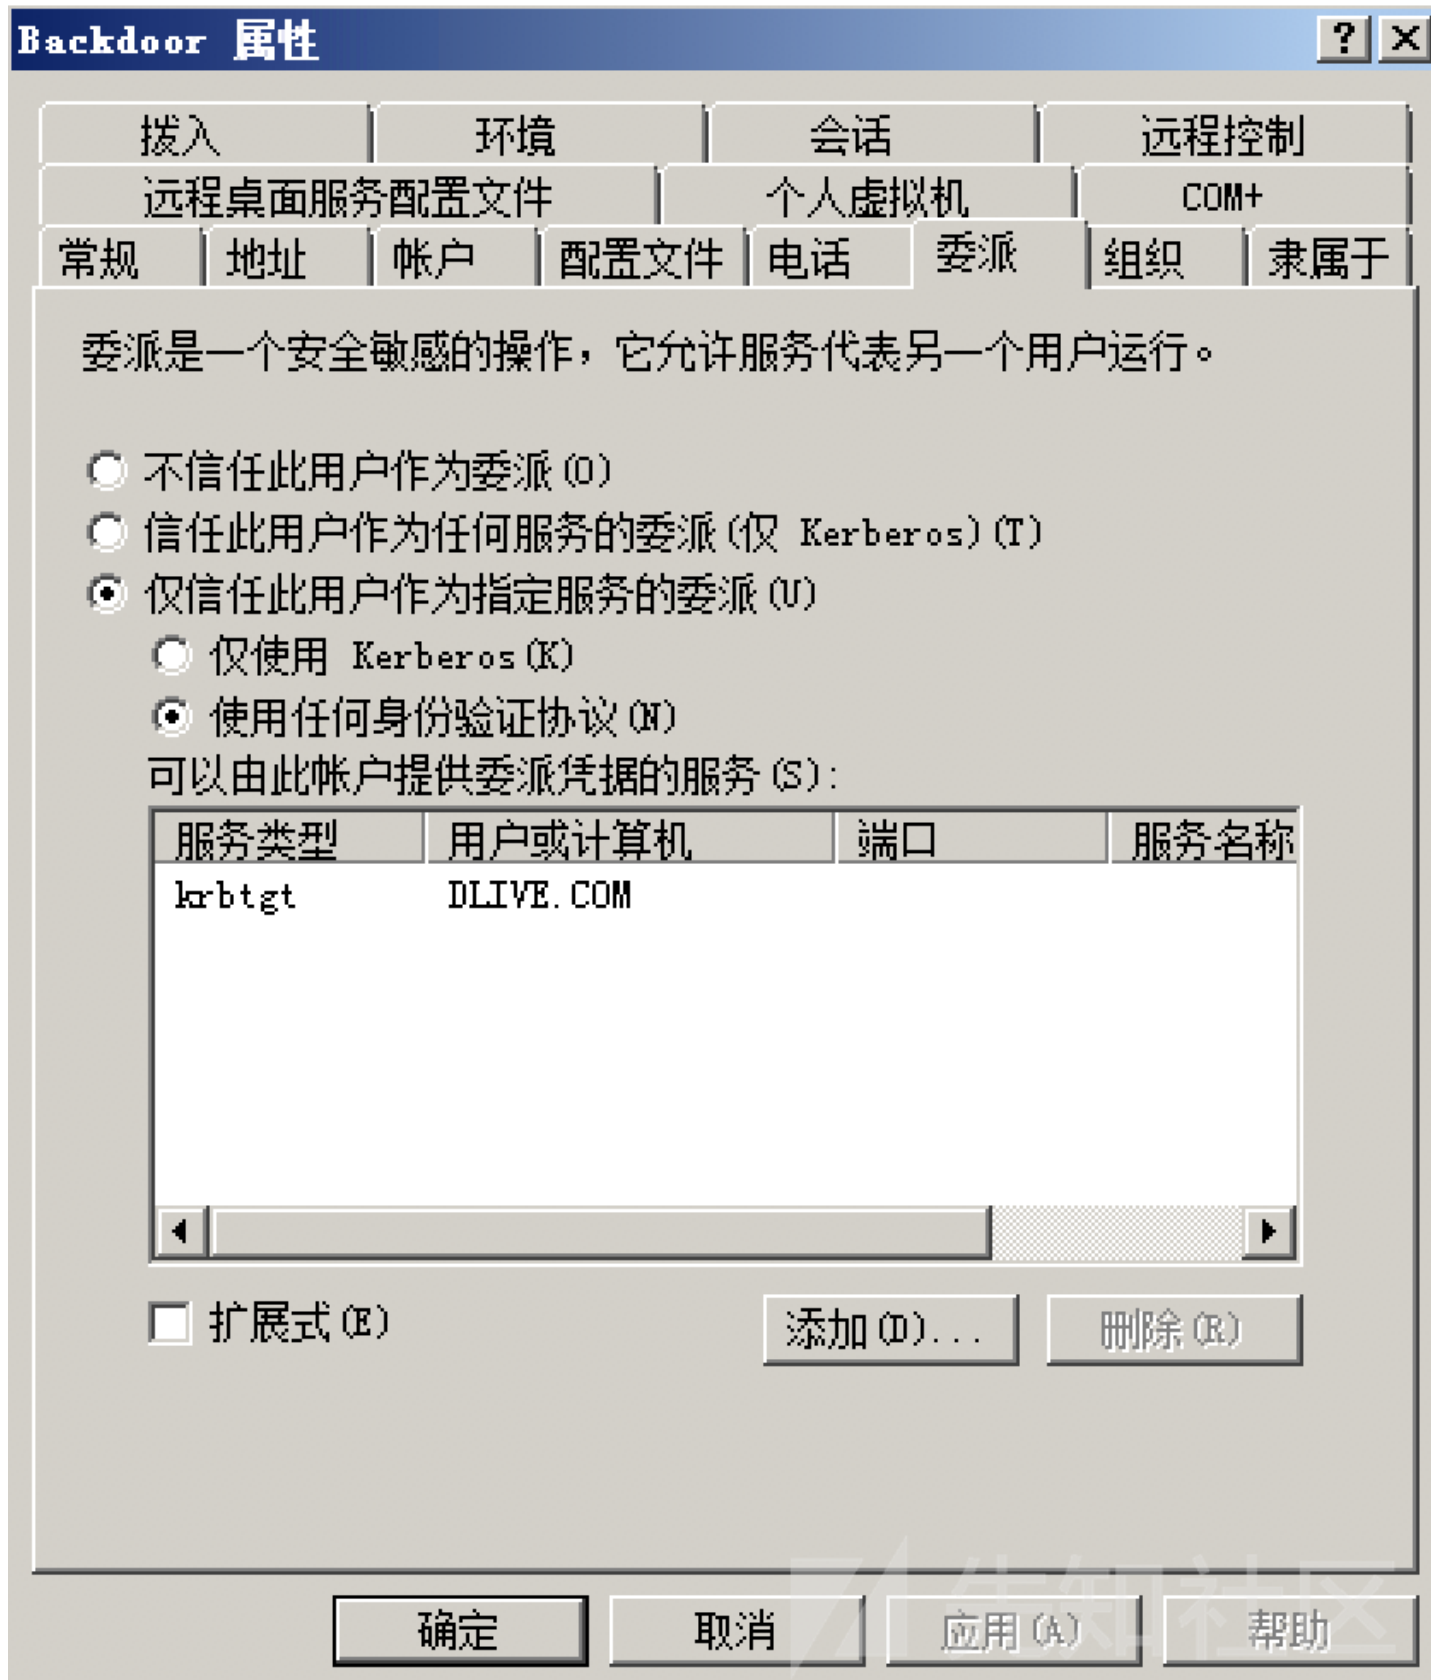 Backdoor 属性
拨入 环境 会话 远程控制
远程桌面服务配置文件 个人虚拟机 COM+
常规 地址 帐户 配置文件 电话 委派 组织 隶属于
委派是一个安全敏感的操作，它允许服务代表另一个用户运行。
不信任此用户作为委派(O)
信任此用户作为任何服务的委派(仅 Kerberos)(T)
仅信任此用户作为指定服务的委派(U)
仅使用 Kerberos(K)
使用任何身份验证协议(N)
可以由此帐户提供委派凭据的服务(S):
服务类型 用户或计算机 端口 服务名称
krbtgt DLIVE.COM
扩展式(E) 添加(D)... 删除(R)
确定 取消 应用(A) 帮助
先知社区